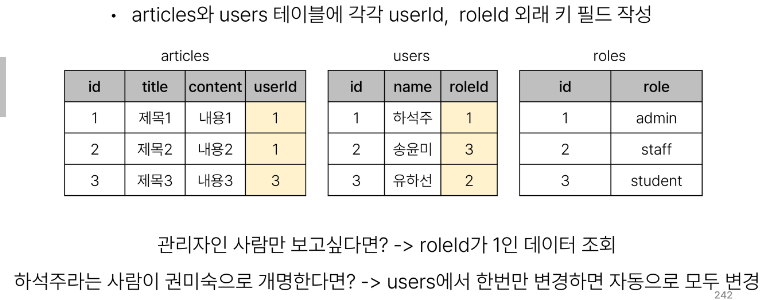 • articles와 users 테이블에 각각 userId, roleId 외래 키 필드 작성
articles users roles
id title content userId id name roleId id role
1 제목1 내용1 1 1 하석주 1 1 admin
2 제목2 내용2 1 2 송윤미 3 2 staff
3 제목3 내용3 3 3 유하선 2 3 student
관리자인 사람만 보고싶다면? -> roleId가 1인 데이터 조회
하석주라는 사람이 권미숙으로 개명한다면? -> users에서 한번만 변경하면 자동으로 모두 변경
242